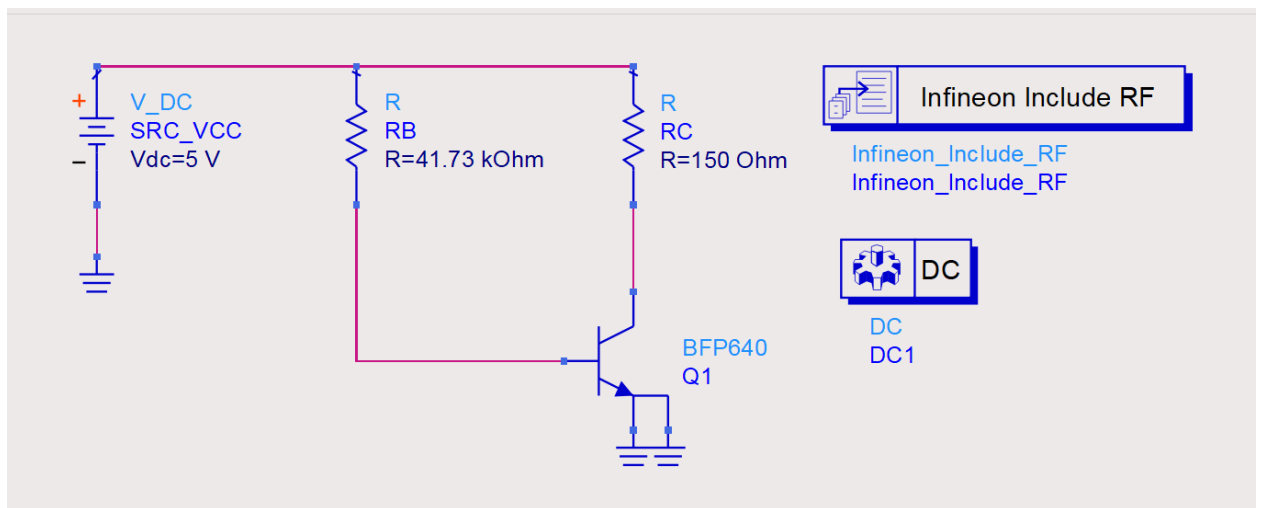 +
V_DC
SRC_VCC
Vdc=5 V
−
R
RB
R=41.73 kOhm
R
RC
R=150 Ohm
Infineon Include RF
Infineon_Include_RF
Infineon_Include_RF
DC
DC
DC1
BFP640
Q1